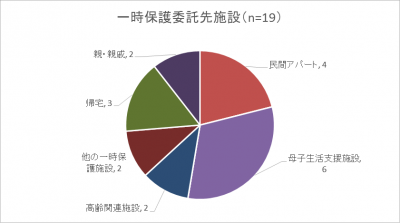 一時保護委託先施設（n=19）
親・親戚, 2
民間アパート, 4
帰宅, 3
他の一時保
護施設, 2
母子生活支援施設,
6
高齢関連施設, 2